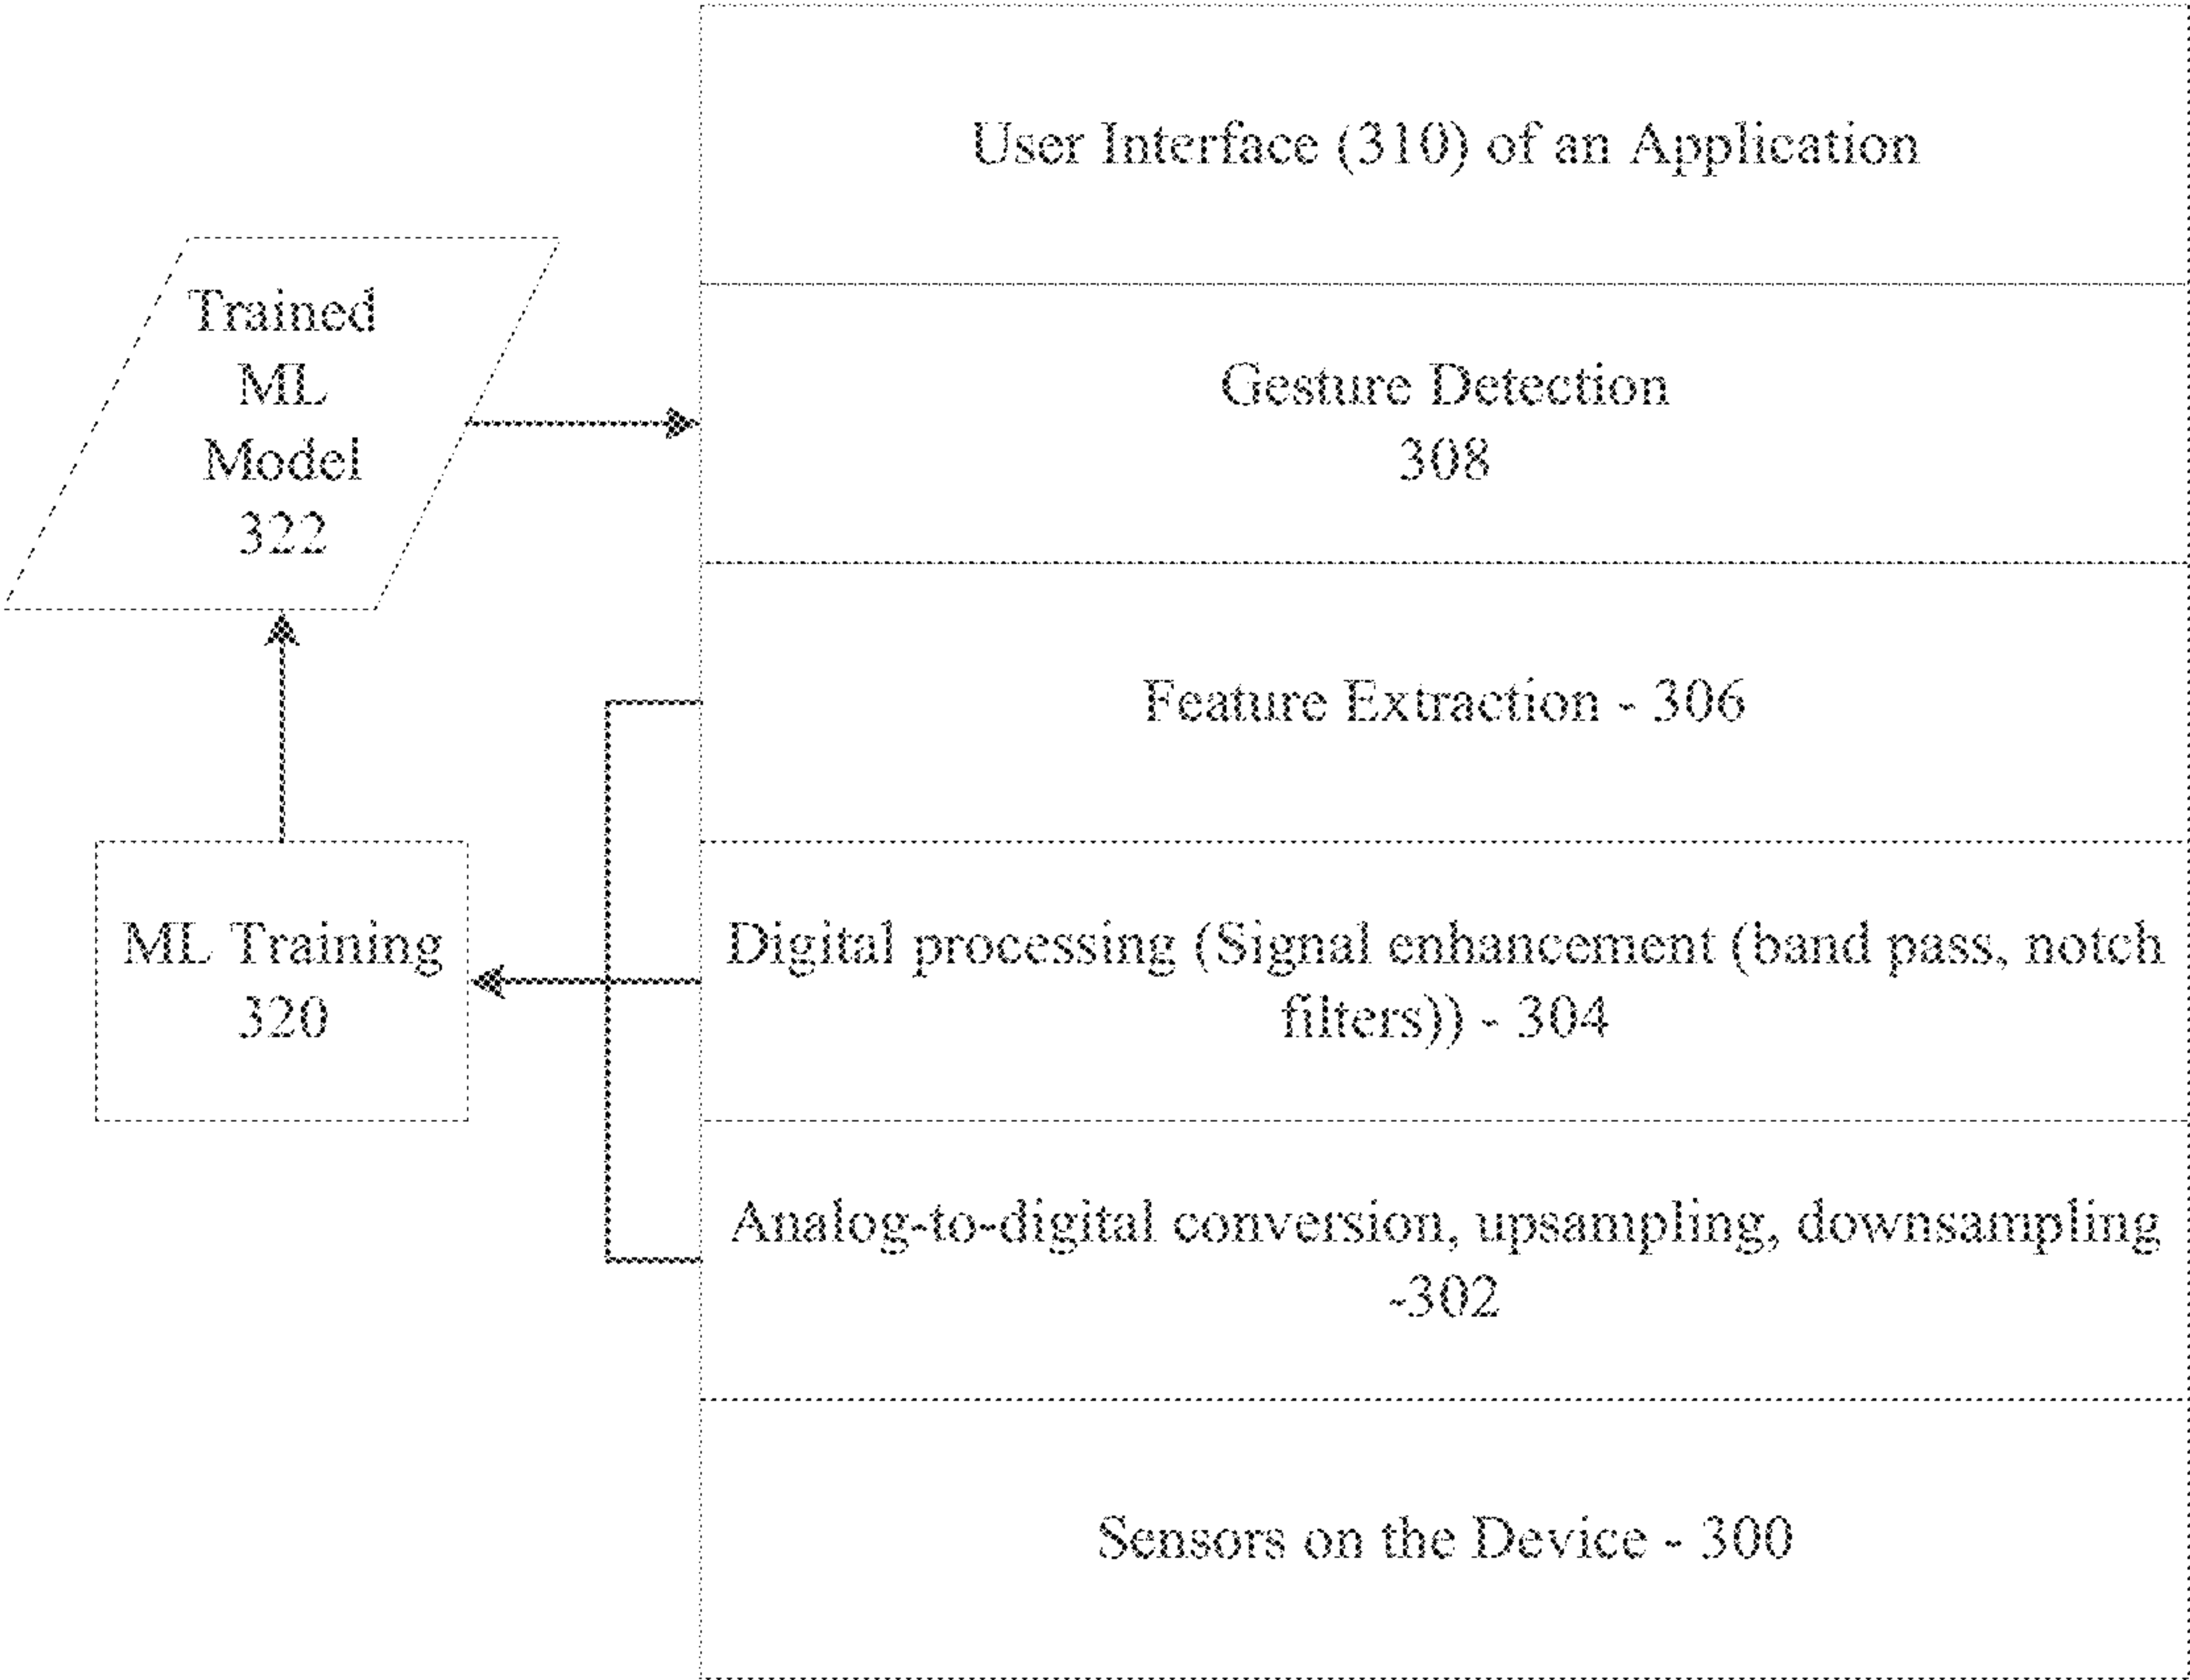 User Interface (310) of an Application
Trained
ML
Model
322
Gesture Detection
308
Feature Extraction - 306
ML Training
320
Digital processing (Signal enhancement (band pass, notch
filters)) - 304
Analog-to-digital conversion, upsampling, downsampling
-302
Sensors on the Device - 300